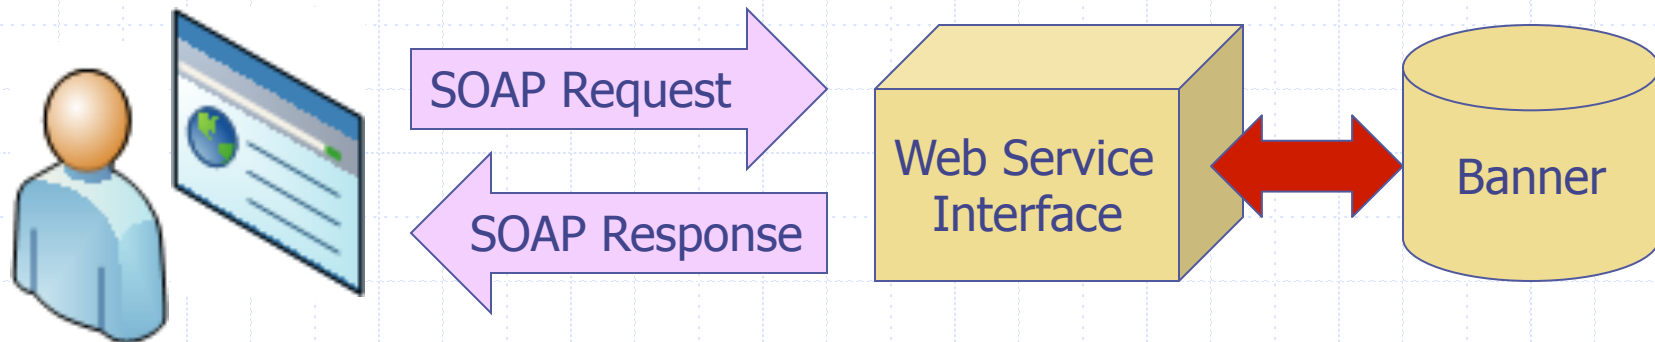 SOAP Request
SOAP Response
Web Service
Interface
Banner